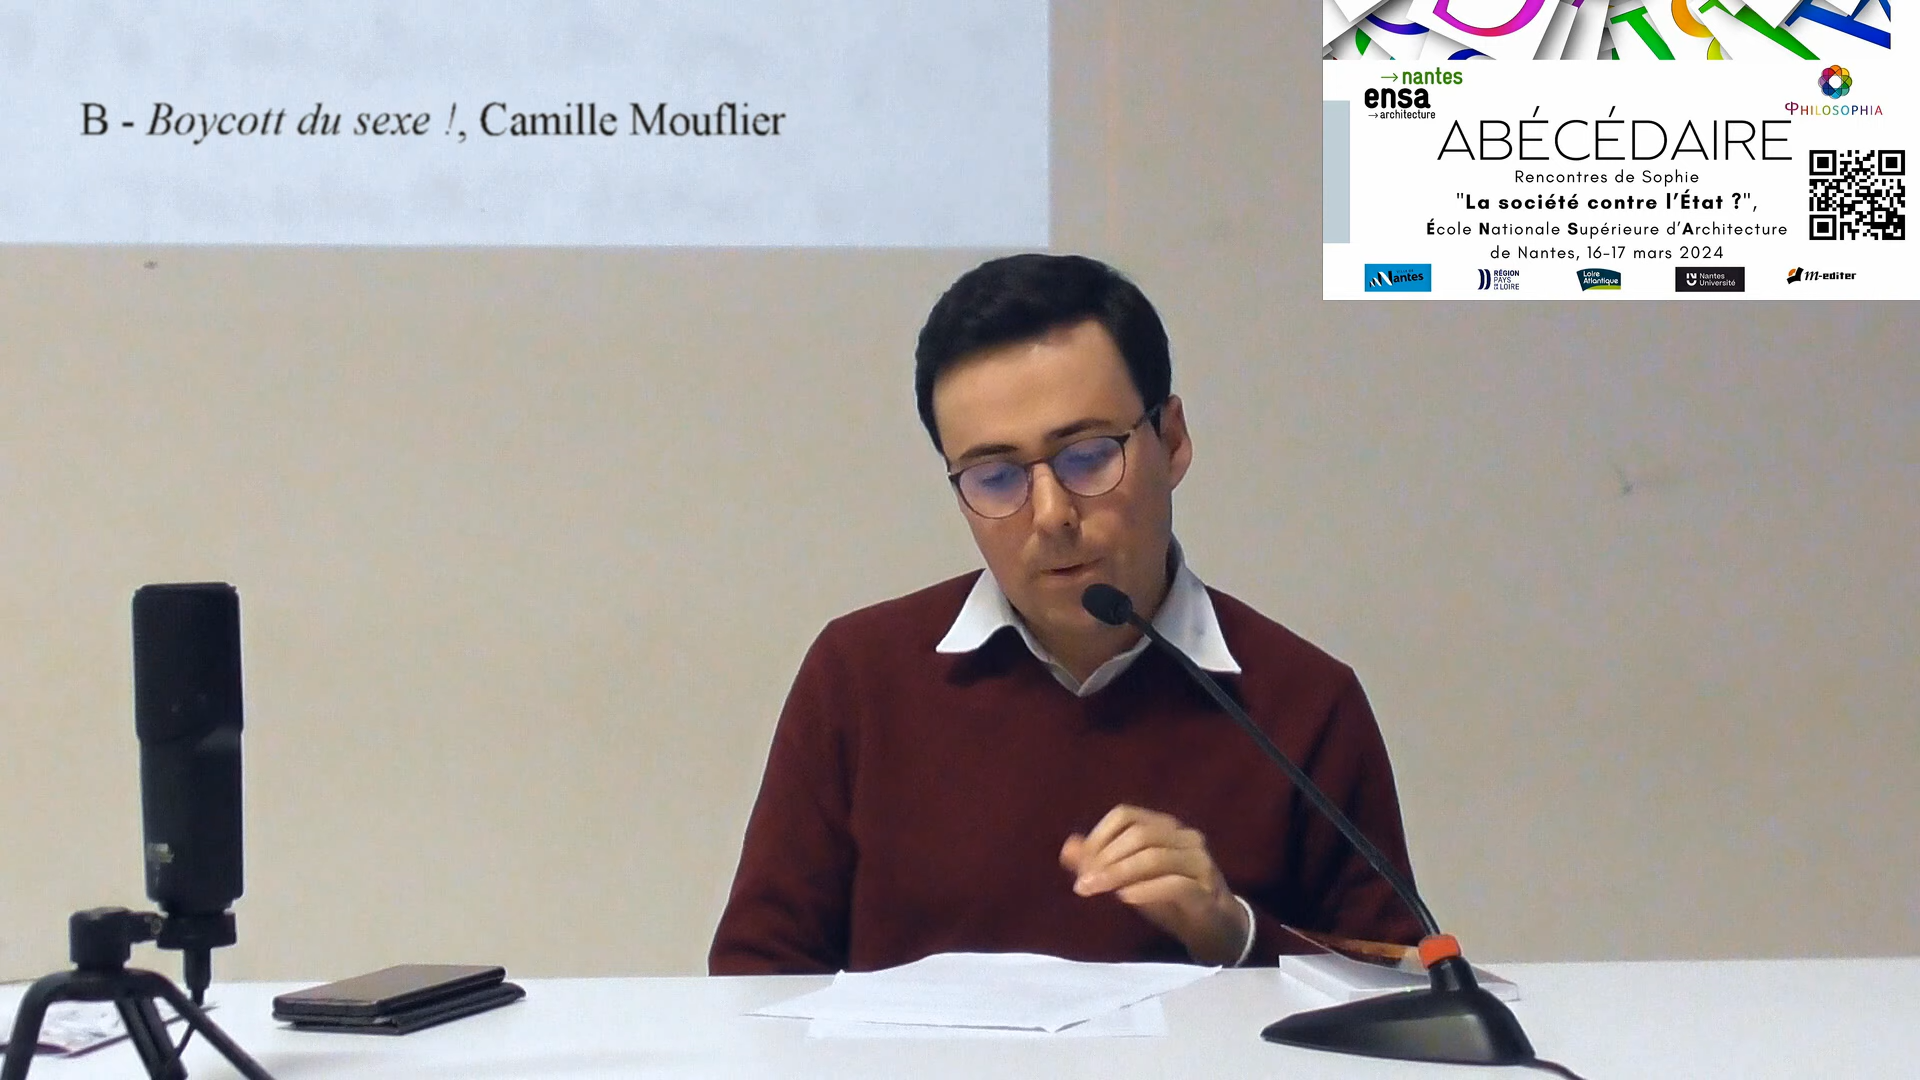 B - Boycott du sexe !, Camille Mouflier
→nantes
ensa
→architecture
PHILOSOPHIA
ABÉCÉDAIRE
Rencontres de Sophie
"La société contre l'État ?",
École Nationale Supérieure d'Architecture
de Nantes, 16-17 mars 2024
VILLE DE
Nantes
RÉGION
PAYS
DE LA
LOIRE
Loire
Atlantique
Nantes
Université
m-editer